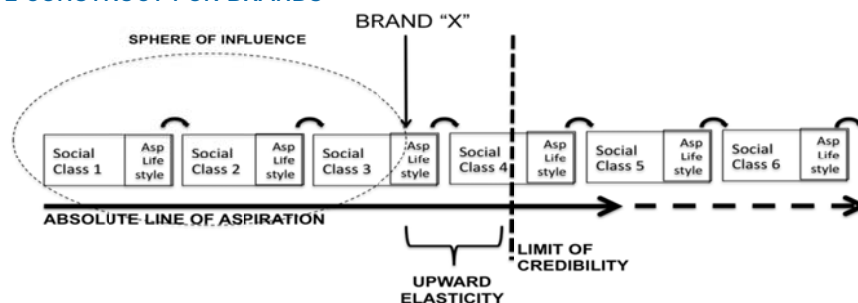 BRAND "X"
SPHERE OF INFLUENCE
Social
Class 1
Asp
Life
style
Social
Class 2
Asp
Life
style
Social
Class 3
Asp
Life
style
Social
Class 4
Asp
Life
style
Social
Class 5
Asp
Life
style
Social
Class 6
Asp
Life
style
ABSOLUTE LINE OF ASPIRATION
LIMIT OF
CREDIBILITY
UPWARD
ELASTICITY